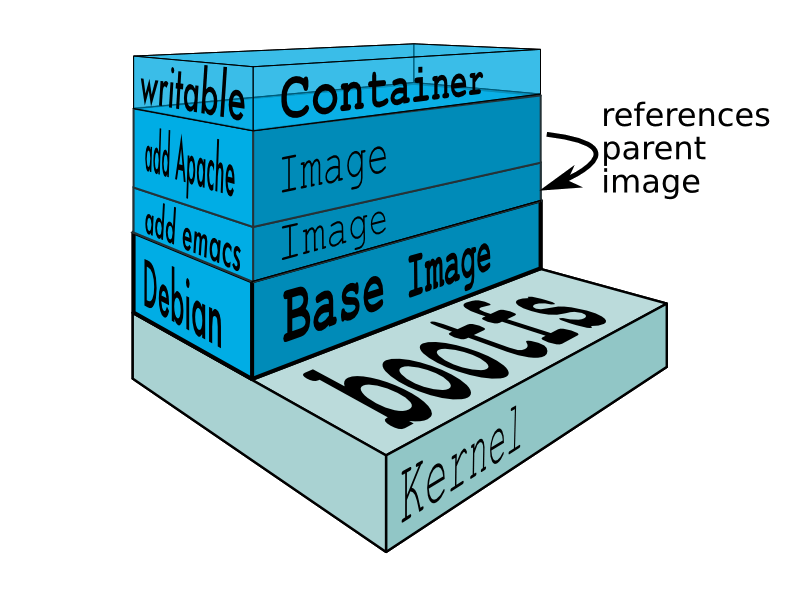 writable Container
add Apache Image
add emacs Image
Debian Base Image
bootfs
Kernel
references
parent
image